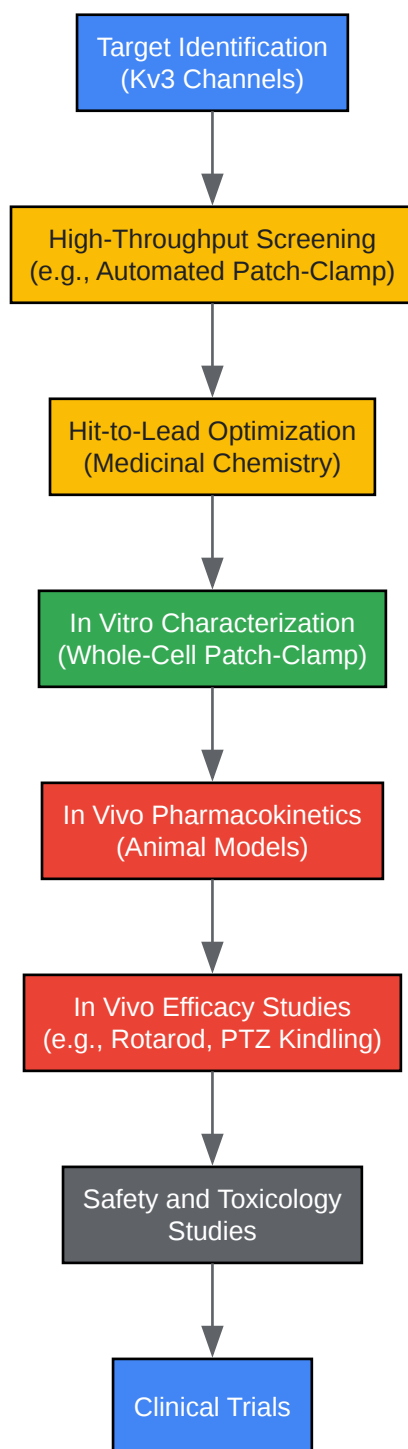 Target Identification
(Kv3 Channels)
High-Throughput Screening
(e.g., Automated Patch-Clamp)
Hit-to-Lead Optimization
(Medicinal Chemistry)
In Vitro Characterization
(Whole-Cell Patch-Clamp)
In Vivo Pharmacokinetics
(Animal Models)
In Vivo Efficacy Studies
(e.g., Rotarod, PTZ Kindling)
Safety and Toxicology
Studies
Clinical Trials